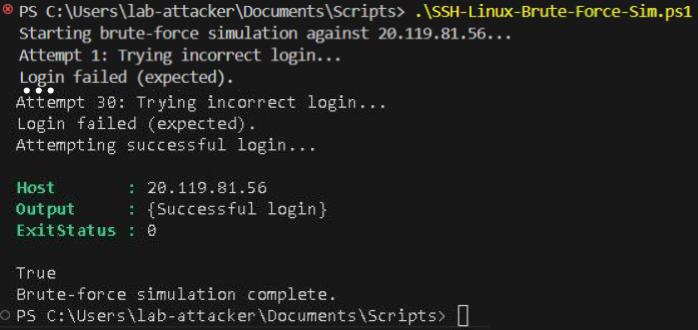 PS C:\Users\lab-attacker\Documents\Scripts> .\SSH-Linux-Brute-Force-Sim.ps1
Starting brute-force simulation against 20.119.81.56...
Attempt 1: Trying incorrect login...
Login failed (expected).
...
Attempt 30: Trying incorrect login...
Login failed (expected).
Attempting successful login...
Host : 20.119.81.56
Output : {Successful login}
ExitStatus : 0
True
Brute-force simulation complete.
PS C:\Users\lab-attacker\Documents\Scripts>